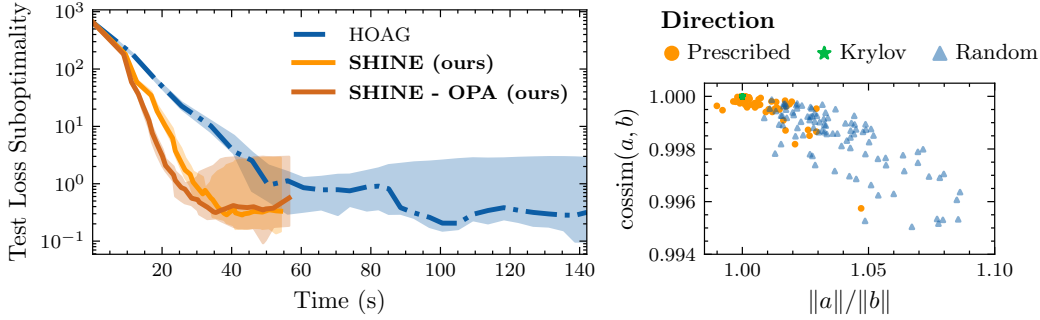 Test Loss Suboptimality
10³
10²
10¹
10⁰
10⁻¹
20 40 60 80 100 120 140
Time (s)
HOAG
SHINE (ours)
SHINE - OPA (ours)
Direction
Prescribed Krylov Random
cossim(a, b)
1.000
0.998
0.996
0.994
1.00 1.05 1.10
‖a‖/‖b‖